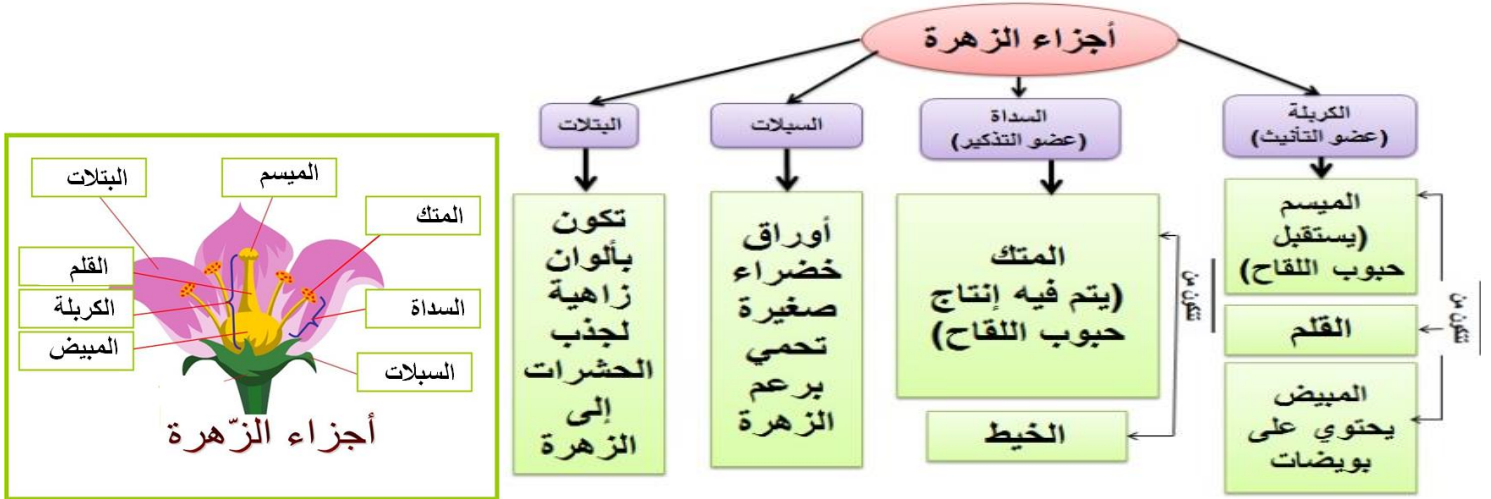 أجزاء الزهرة
الكربلة
(عضو التأنيث)
السداة
(عضو التذكير)
السبلات
البتلات
الميسم
(يستقبل
حبوب اللقاح)
القلم
المبيض
يحتوي على
بويضات
تتكون من
المتك
(يتم فيه إنتاج
حبوب اللقاح)
الخيط
تتكون من
أوراق
خضراء
صغيرة
تحمي
برعم
الزهرة
تكون
بألوان
زاهية
لجذب
الحشرات
إلى
الزهرة
الميسم
البتلات
المتك
القلم
الكربلة
السداة
المبيض
السبلات
أجزاء الزّهرة